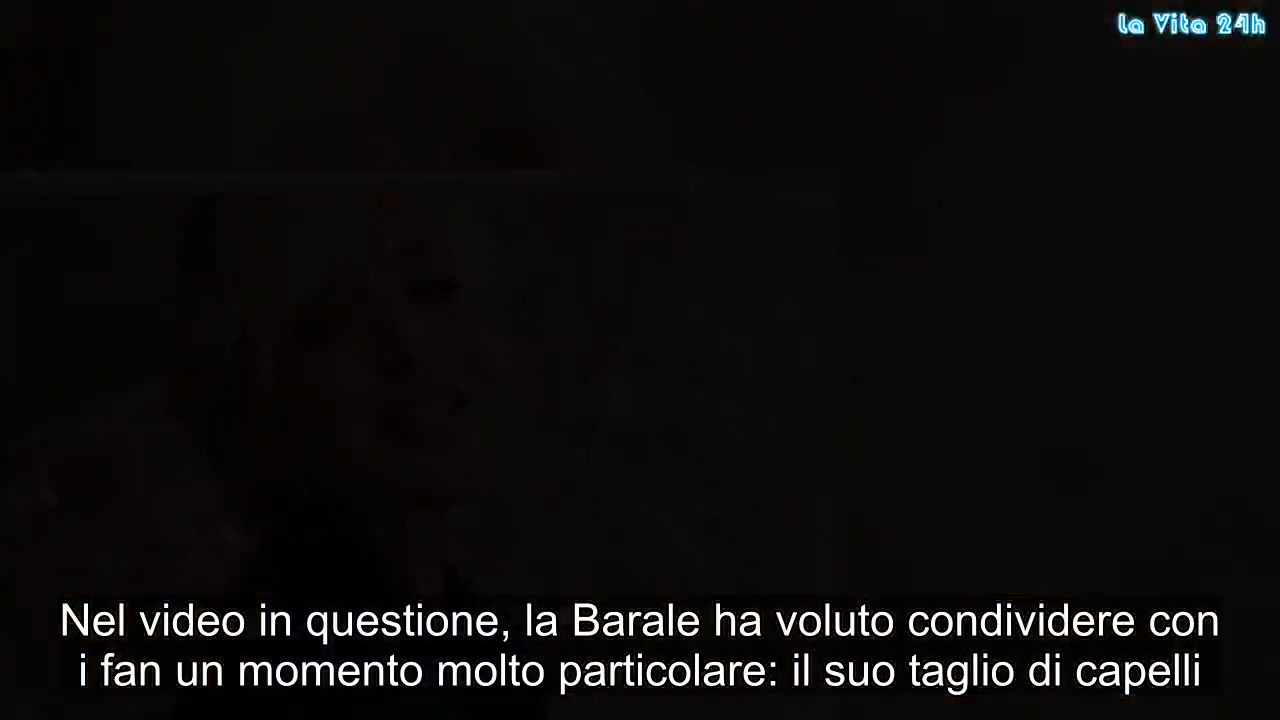 la Vita 24h
Nel video in questione, la Barale ha voluto condividere con
i fan un momento molto particolare: il suo taglio di capelli